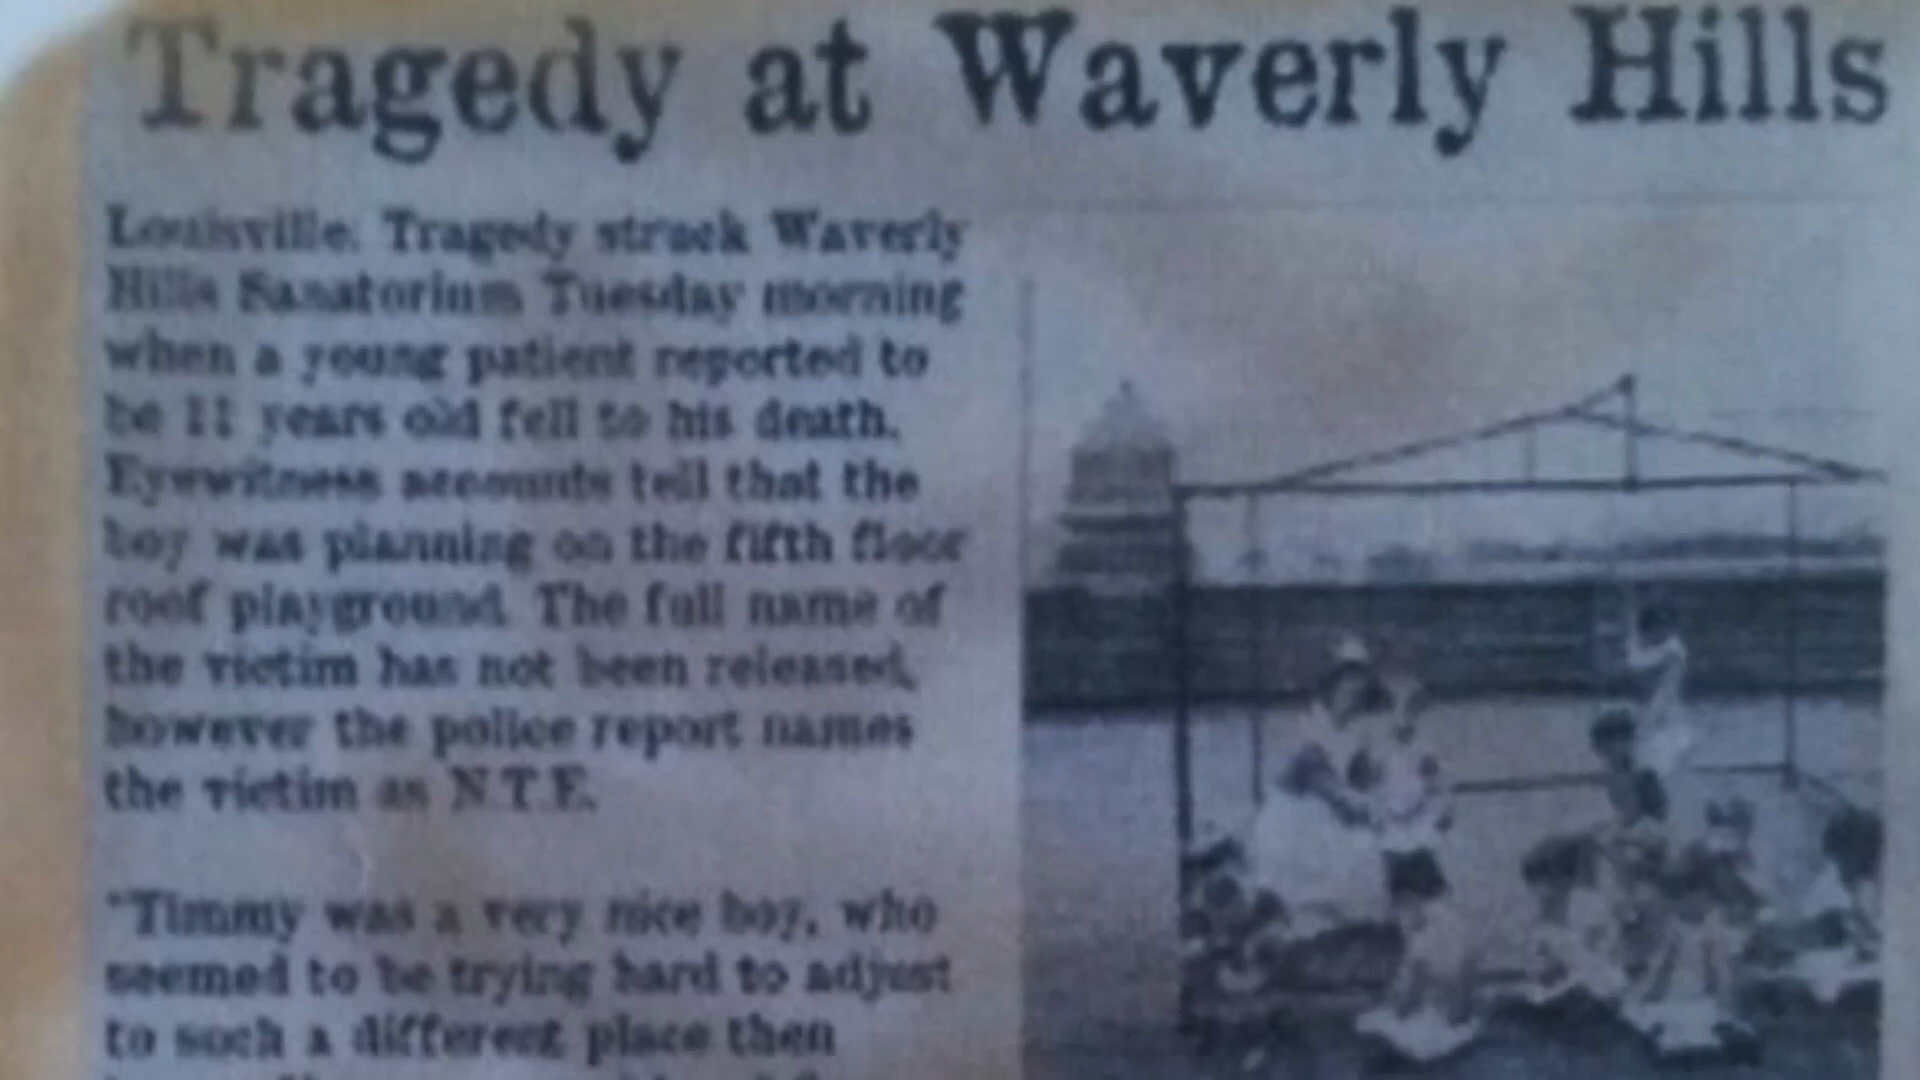 Tragedy at Waverly Hills
Louisville: Tragedy struck Waverly
Hills Sanatorium Tuesday morning
when a young patient reported to
be 11 years old fell to his death.
Eyewitness accounts tell that the
boy was planning on the fifth floor
roof playground. The full name of
the victim has not been released,
however the police report names
the victim as N.T.F.
"Timmy was a very nice boy, who
seemed to be trying hard to adjust
to such a different place then